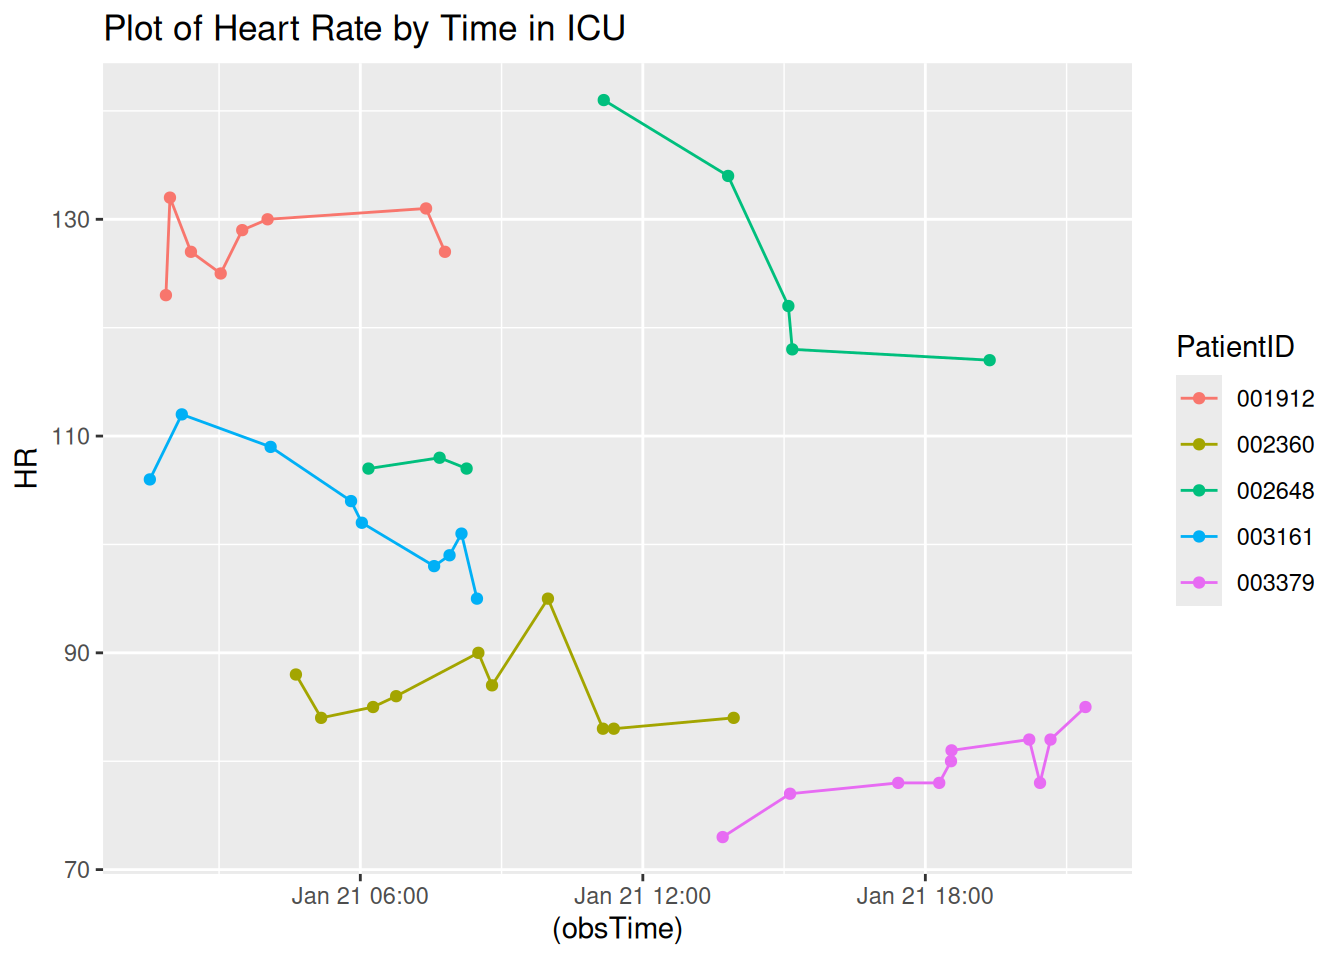 Plot of Heart Rate by Time in ICU
HR
130
110
90
70
Jan 21 06:00
Jan 21 12:00
Jan 21 18:00
(obsTime)
PatientID
001912
002360
002648
003161
003379